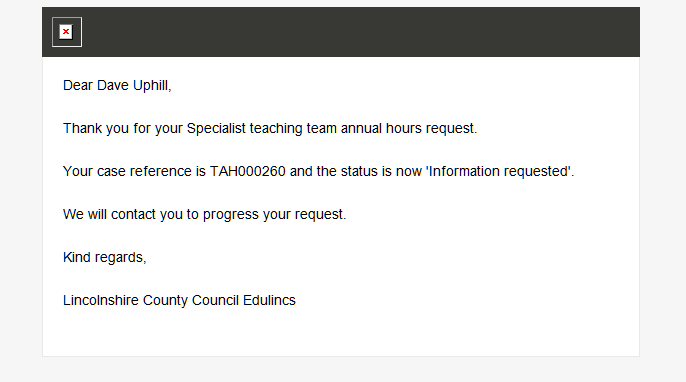 Dear Dave Uphill,
Thank you for your Specialist teaching team annual hours request.
Your case reference is TAH000260 and the status is now 'Information requested'.
We will contact you to progress your request.
Kind regards,
Lincolnshire County Council Edulincs